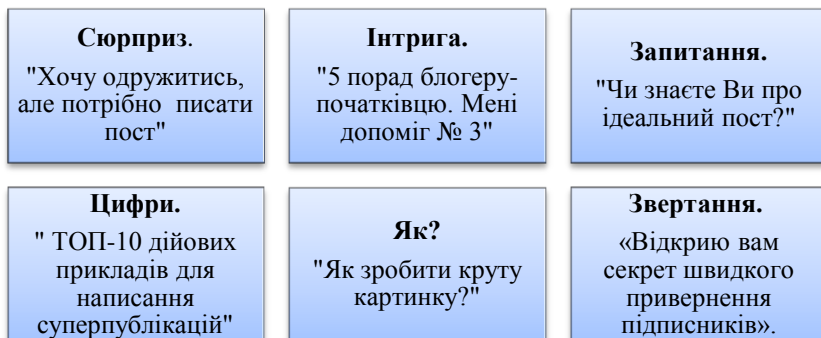 Сюрприз.
"Хочу одружитись,
але потрібно писати
пост"
Інтрига.
"5 порад блогеру-
початківцю. Мені
допоміг № 3"
Запитання.
"Чи знаєте Ви про
ідеальний пост?"
Цифри.
" ТОП-10 дійових
прикладів для
написання
суперпублікацій"
Як?
"Як зробити круту
картинку?"
Звертання.
«Відкрию вам
секрет швидкого
привернення
підписників».